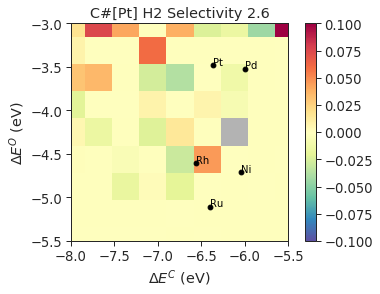 C#[Pt] H2 Selectivity 2.6
−3.0
−3.5
−4.0
−4.5
−5.0
−5.5
ΔE^O (eV)
Pt
Pd
Rh
Ni
Ru
−8.0 −7.5 −7.0 −6.5 −6.0 −5.5
ΔE^C (eV)
0.100
0.075
0.050
0.025
0.000
−0.025
−0.050
−0.075
−0.100